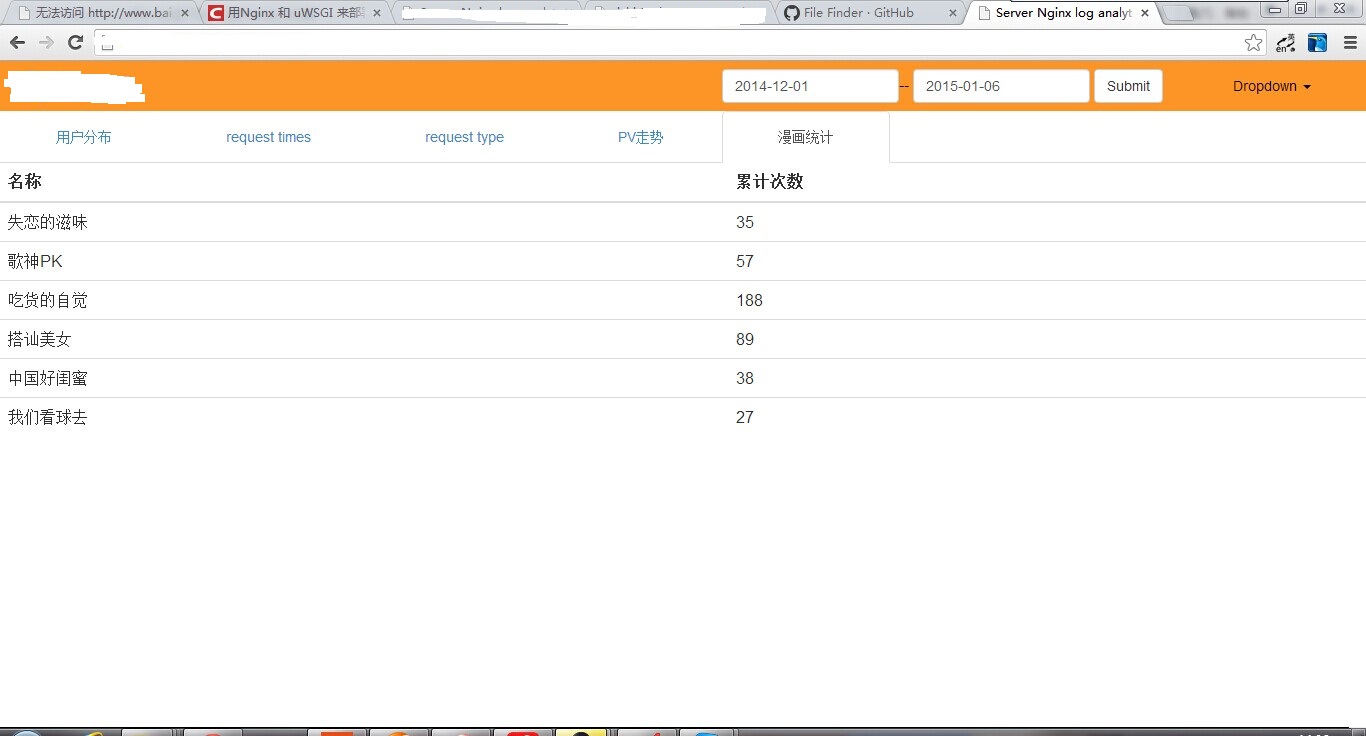 无法访问 http://www.bai
用Nginx 和 uWSGI 来部署
File Finder · GitHub
Server Nginx log analyt
英
en
2014-12-01 -- 2015-01-06 Submit Dropdown
用户分布 request times request type PV走势 漫画统计
名称 累计次数
失恋的滋味 35
歌神PK 57
吃货的自觉 188
搭讪美女 89
中国好闺蜜 38
我们看球去 27